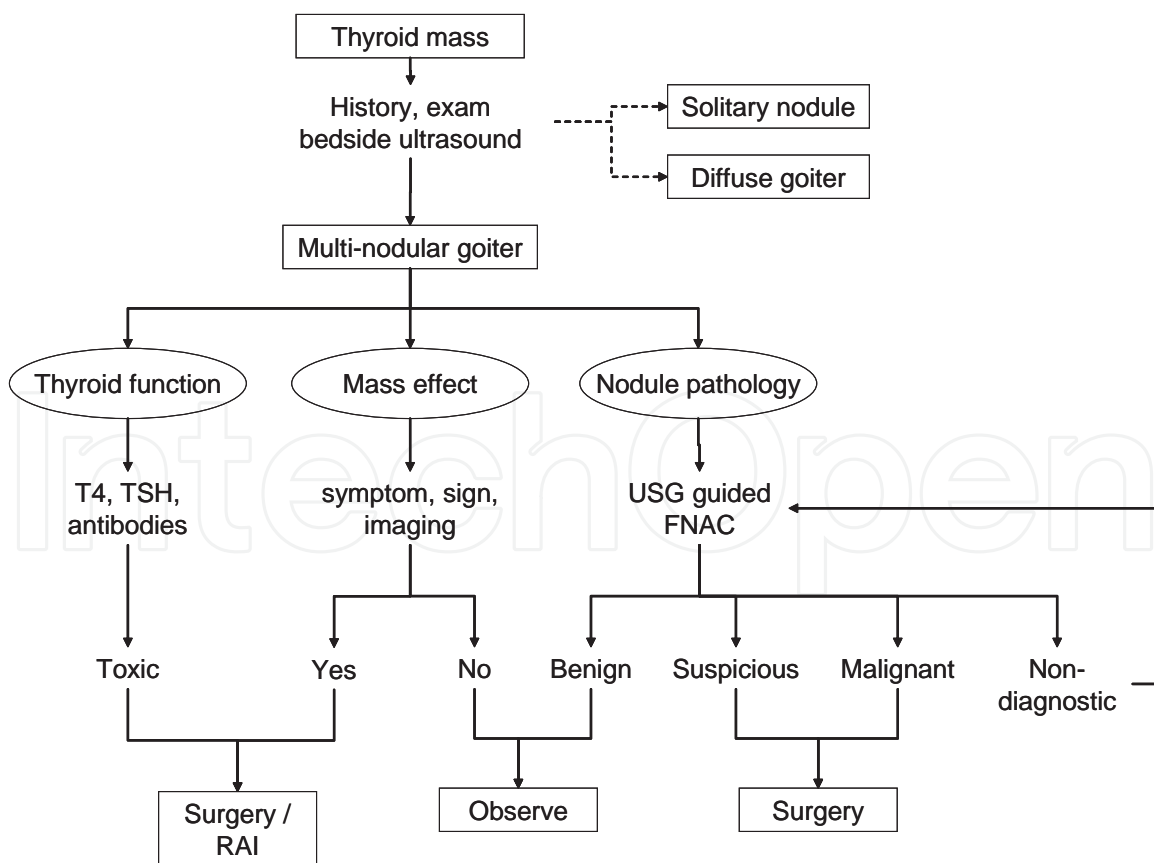 Thyroid mass
History, exam
bedside ultrasound
Solitary nodule
Diffuse goiter
Multi-nodular goiter
Thyroid function
Mass effect
Nodule pathology
IntechOpen
T4, TSH,
antibodies
symptom, sign,
imaging
USG guided
FNAC
Toxic
Yes
No
Benign
Suspicious
Malignant
Non-
diagnostic
Surgery /
RAI
Observe
Surgery